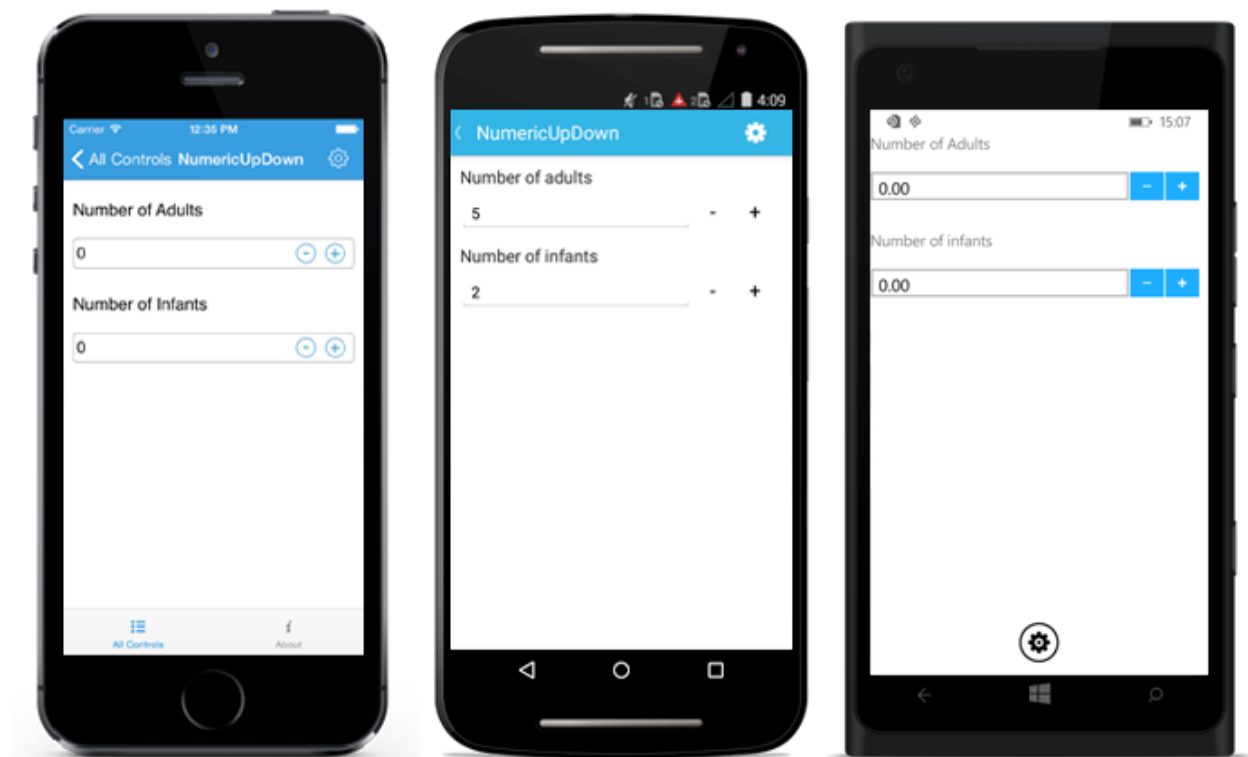 Carrier 12:35 PM
All Controls NumericUpDown
Number of Adults
0
- +
Number of Infants
0
- +
All Controls
About
1 2 4:09
NumericUpDown
Number of adults
5 - +
Number of infants
2 - +
15:07
Number of Adults
0.00 - +
Number of infants
0.00 - +